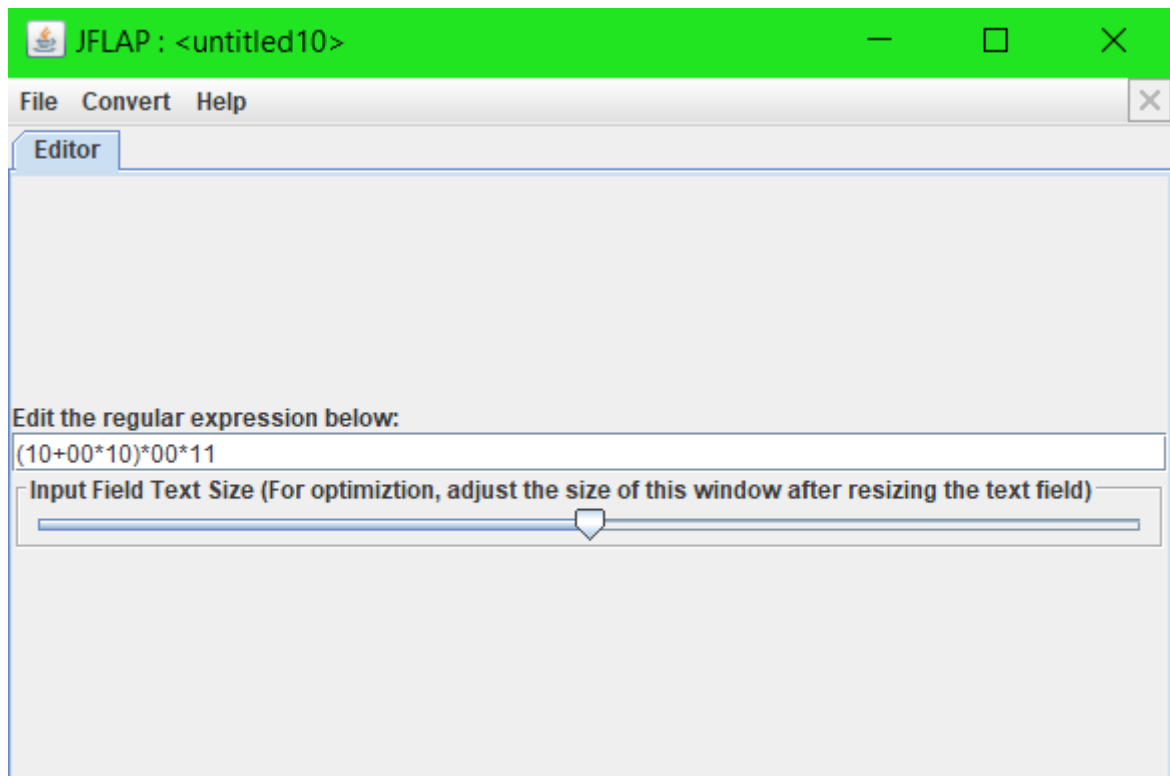 JFLAP : <untitled10>
File Convert Help
Editor
Edit the regular expression below:
(10+00*10)*00*11
Input Field Text Size (For optimiztion, adjust the size of this window after resizing the text field)